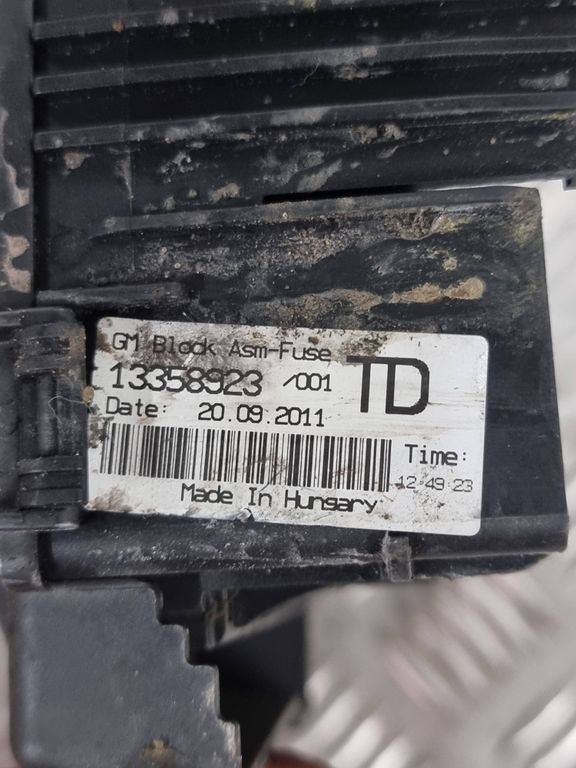 GM Block Asm-Fuse
13358923 /001 TD
Date: 20.09.2011
Time:
12:49:23
Made In Hungary